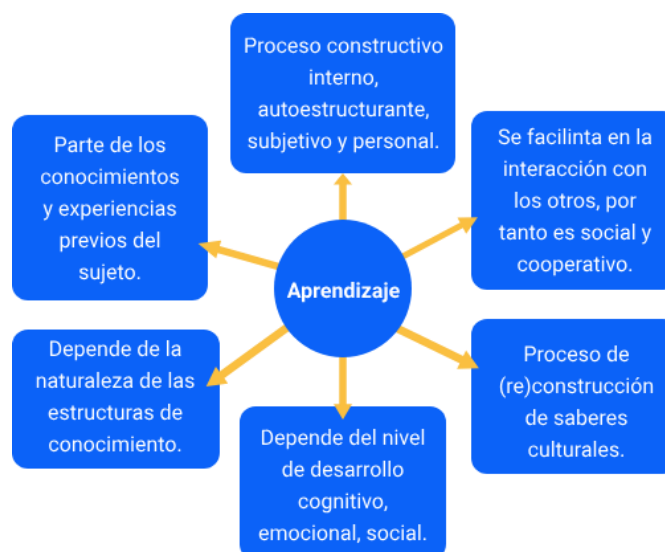 Proceso constructivo
interno,
autoestructurante,
subjetivo y personal.
Parte de los
conocimientos
y experiencias
previos del
sujeto.
Se facilinta en la
interacción con
los otros, por
tanto es social y
cooperativo.
Aprendizaje
Depende de la
naturaleza de las
estructuras de
conocimiento.
Proceso de
(re)construcción
de saberes
culturales.
Depende del nivel
de desarrollo
cognitivo,
emocional, social.